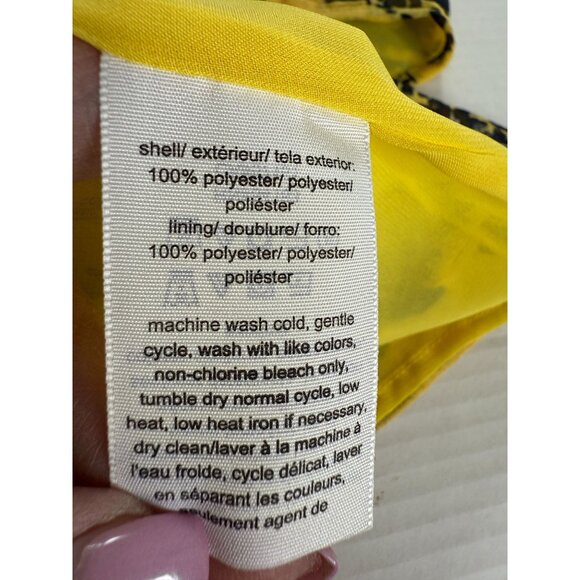 shell/ extérieur/ tela exterior:
100% polyester/ polyester/
poliéster
lining/ doublure/ forro:
100% polyester/ polyester/
poliéster
machine wash cold, gentle
cycle, wash with like colors,
non-chlorine bleach only,
tumble dry normal cycle, low
heat, low heat iron if necessary,
dry clean/laver à la machine à
l'eau froide, cycle délicat, laver
en séparant les couleurs,
agent de